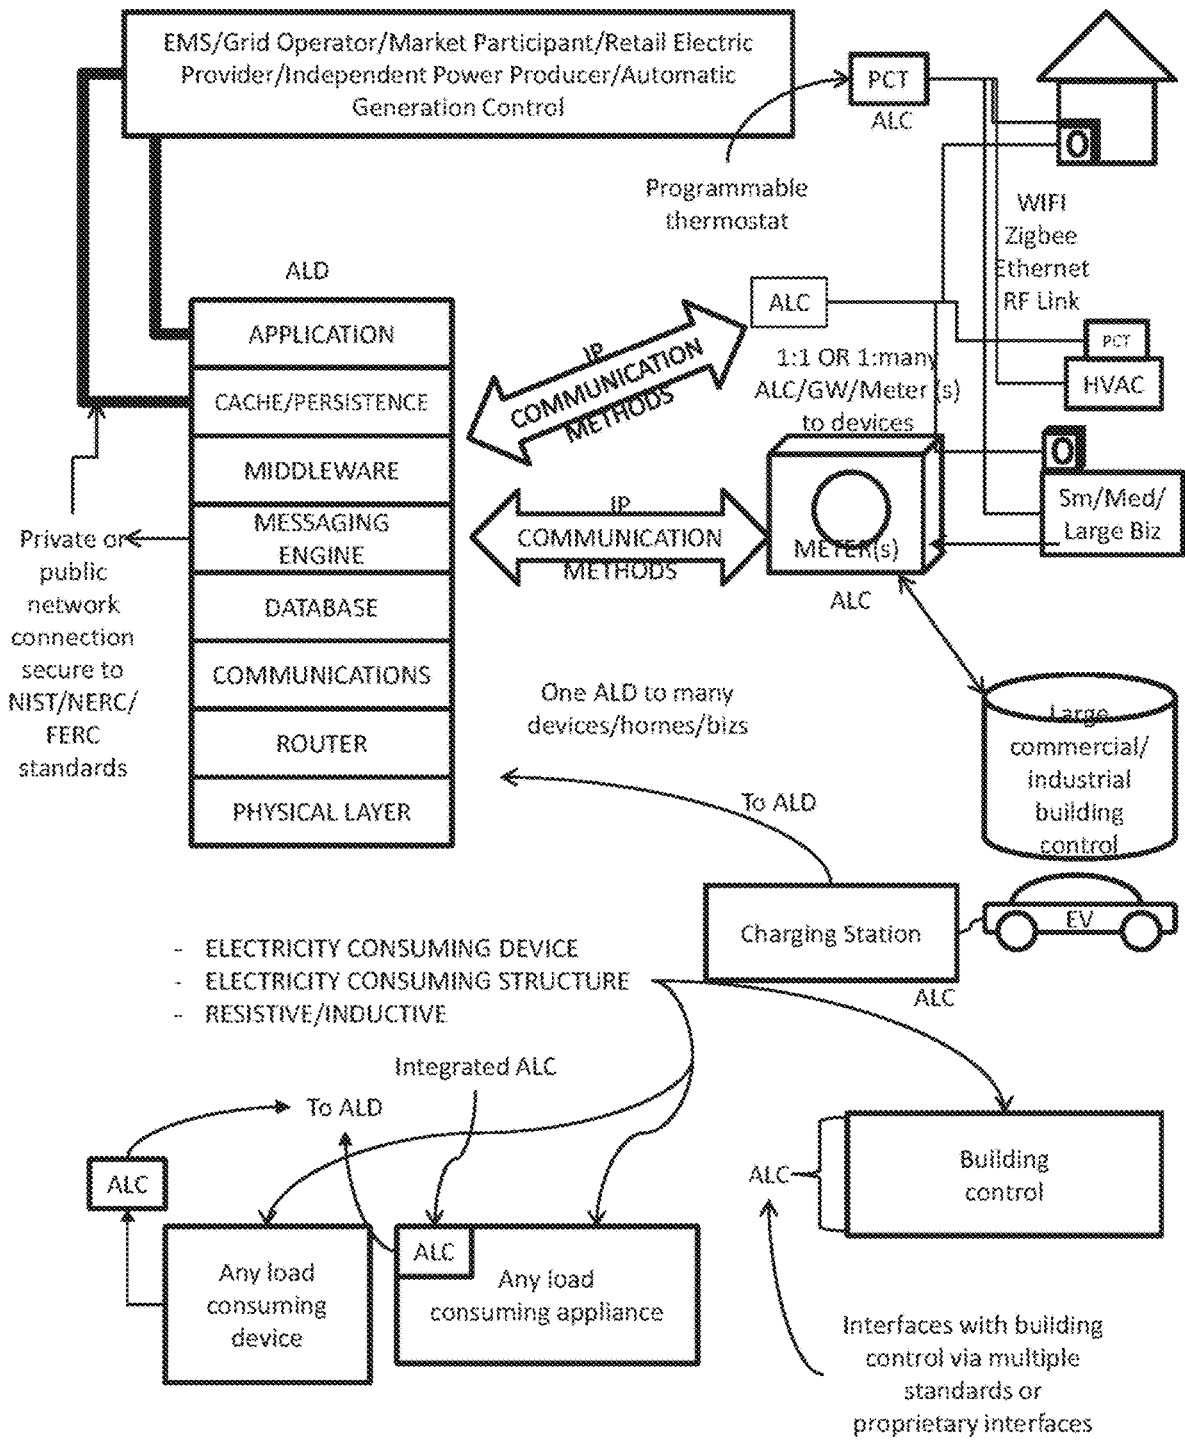 EMS/Grid Operator/Market Participant/Retail Electric
Provider/Independent Power Producer/Automatic
Generation Control
PCT
ALC
Programmable
thermostat
WIFI
Zigbee
Ethernet
RF Link
ALD
APPLICATION
CACHE/PERSISTENCE
MIDDLEWARE
MESSAGING
ENGINE
DATABASE
COMMUNICATIONS
ROUTER
PHYSICAL LAYER
IP
COMMUNICATION
METHODS
ALC
1:1 OR 1:many
ALC/GW/Meter (s)
to devices
PCT
HVAC
IP
COMMUNICATION
METHODS
METER(s)
ALC
Sm/Med/
Large Biz
Private or
public
network
connection
secure to
NIST/NERC/
FERC
standards
One ALD to many
devices/homes/bizs
Large
commercial/
industrial
building
control
To ALD
Charging Station
ALC
EV
- ELECTRICITY CONSUMING DEVICE
- ELECTRICITY CONSUMING STRUCTURE
- RESISTIVE/INDUCTIVE
Integrated ALC
To ALD
ALC
Any load
consuming
device
ALC
Any load
consuming appliance
ALC
Building
control
Interfaces with building
control via multiple
standards or
proprietary interfaces